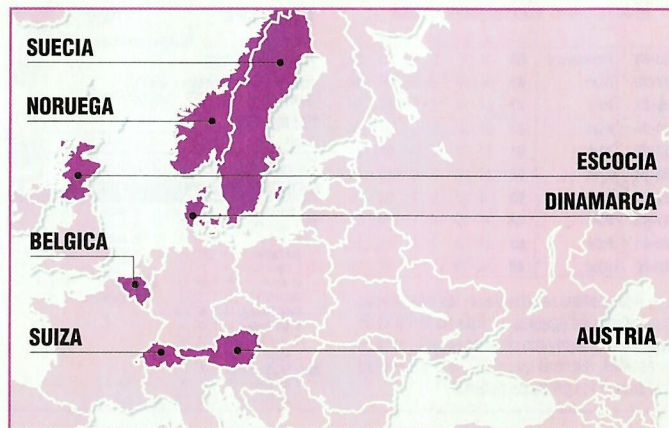 SUECIA
NORUEGA
ESCOCIA
DINAMARCA
BELGICA
SUIZA
AUSTRIA